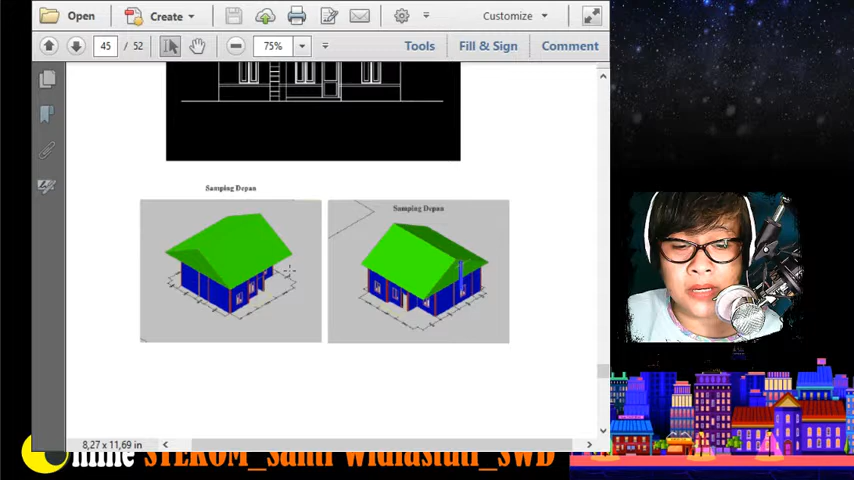 Open
Create
Customize
45 / 52
75%
Tools
Fill & Sign
Comment
Samping Depan
Samping Depan
8,27 x 11,69 in
STEKOM_Santi Widiastuti_SWD